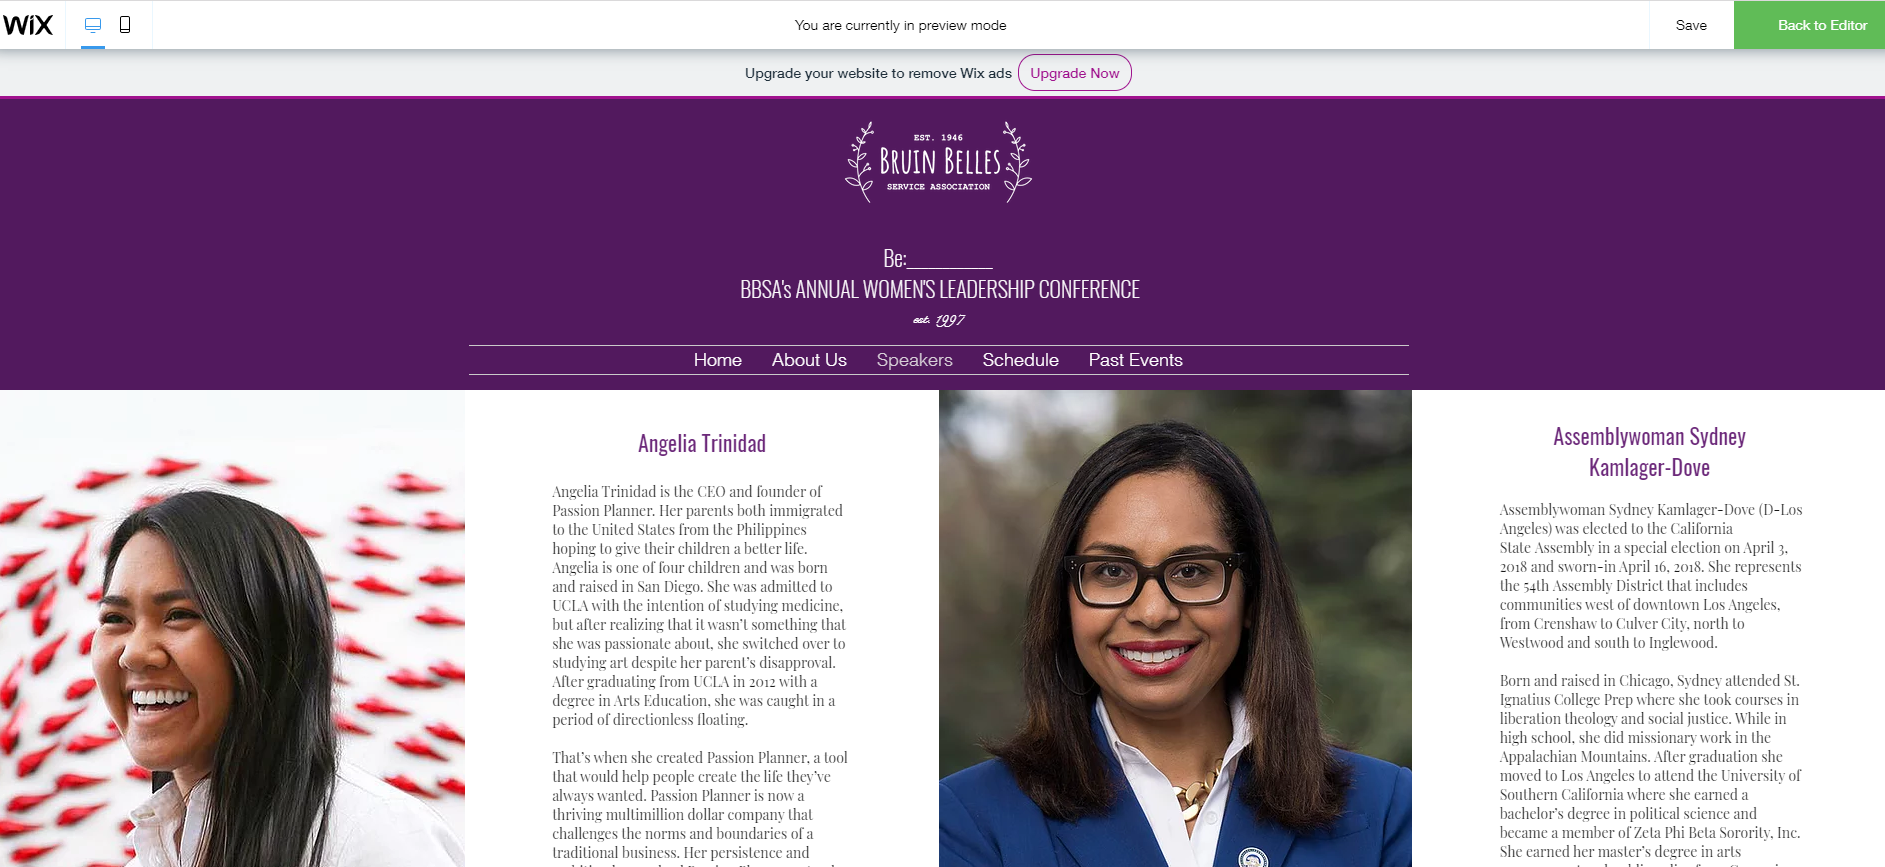 WiX
You are currently in preview mode
Save
Back to Editor
Upgrade your website to remove Wix ads
Upgrade Now
EST. 1946
BRUIN BELLES
SERVICE ASSOCIATION
Be:_________
BBSA's ANNUAL WOMEN'S LEADERSHIP CONFERENCE
est. 1997
Home
About Us
Speakers
Schedule
Past Events
Angelia Trinidad
Angelia Trinidad is the CEO and founder of
Passion Planner. Her parents both immigrated
to the United States from the Philippines
hoping to give their children a better life.
Angelia is one of four children and was born
and raised in San Diego. She was admitted to
UCLA with the intention of studying medicine,
but after realizing that it wasn't something that
she was passionate about, she switched over to
studying art despite her parent's disapproval.
After graduating from UCLA in 2012 with a
degree in Arts Education, she was caught in a
period of directionless floating.
That's when she created Passion Planner, a tool
that would help people create the life they've
always wanted. Passion Planner is now a
thriving multimillion dollar company that
challenges the norms and boundaries of a
traditional business. Her persistence and
Assemblywoman Sydney
Kamlager-Dove
Assemblywoman Sydney Kamlager-Dove (D-Los
Angeles) was elected to the California
State Assembly in a special election on April 3,
2018 and sworn-in April 16, 2018. She represents
the 54th Assembly District that includes
communities west of downtown Los Angeles,
from Crenshaw to Culver City, north to
Westwood and south to Inglewood.
Born and raised in Chicago, Sydney attended St.
Ignatius College Prep where she took courses in
liberation theology and social justice. While in
high school, she did missionary work in the
Appalachian Mountains. After graduation she
moved to Los Angeles to attend the University of
Southern California where she earned a
bachelor's degree in political science and
became a member of Zeta Phi Beta Sorority, Inc.
She earned her master's degree in arts